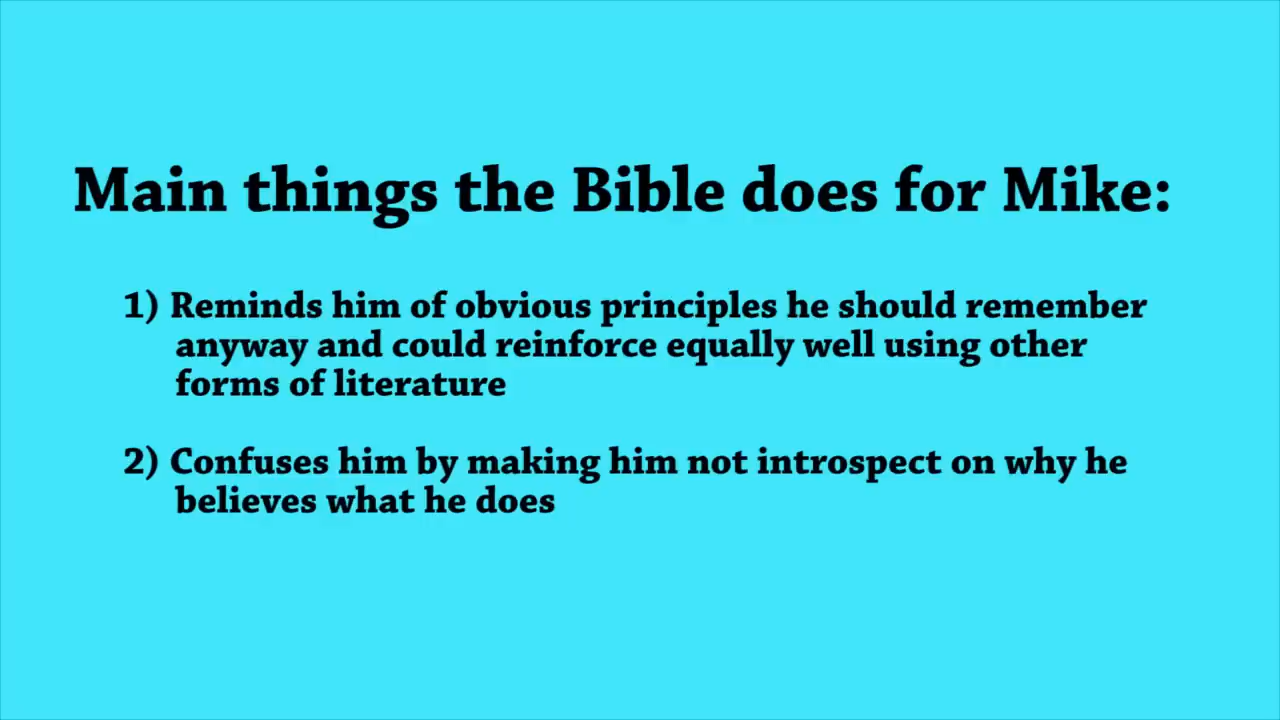 Main things the Bible does for Mike:
1) Reminds him of obvious principles he should remember
anyway and could reinforce equally well using other
forms of literature
2) Confuses him by making him not introspect on why he
believes what he does